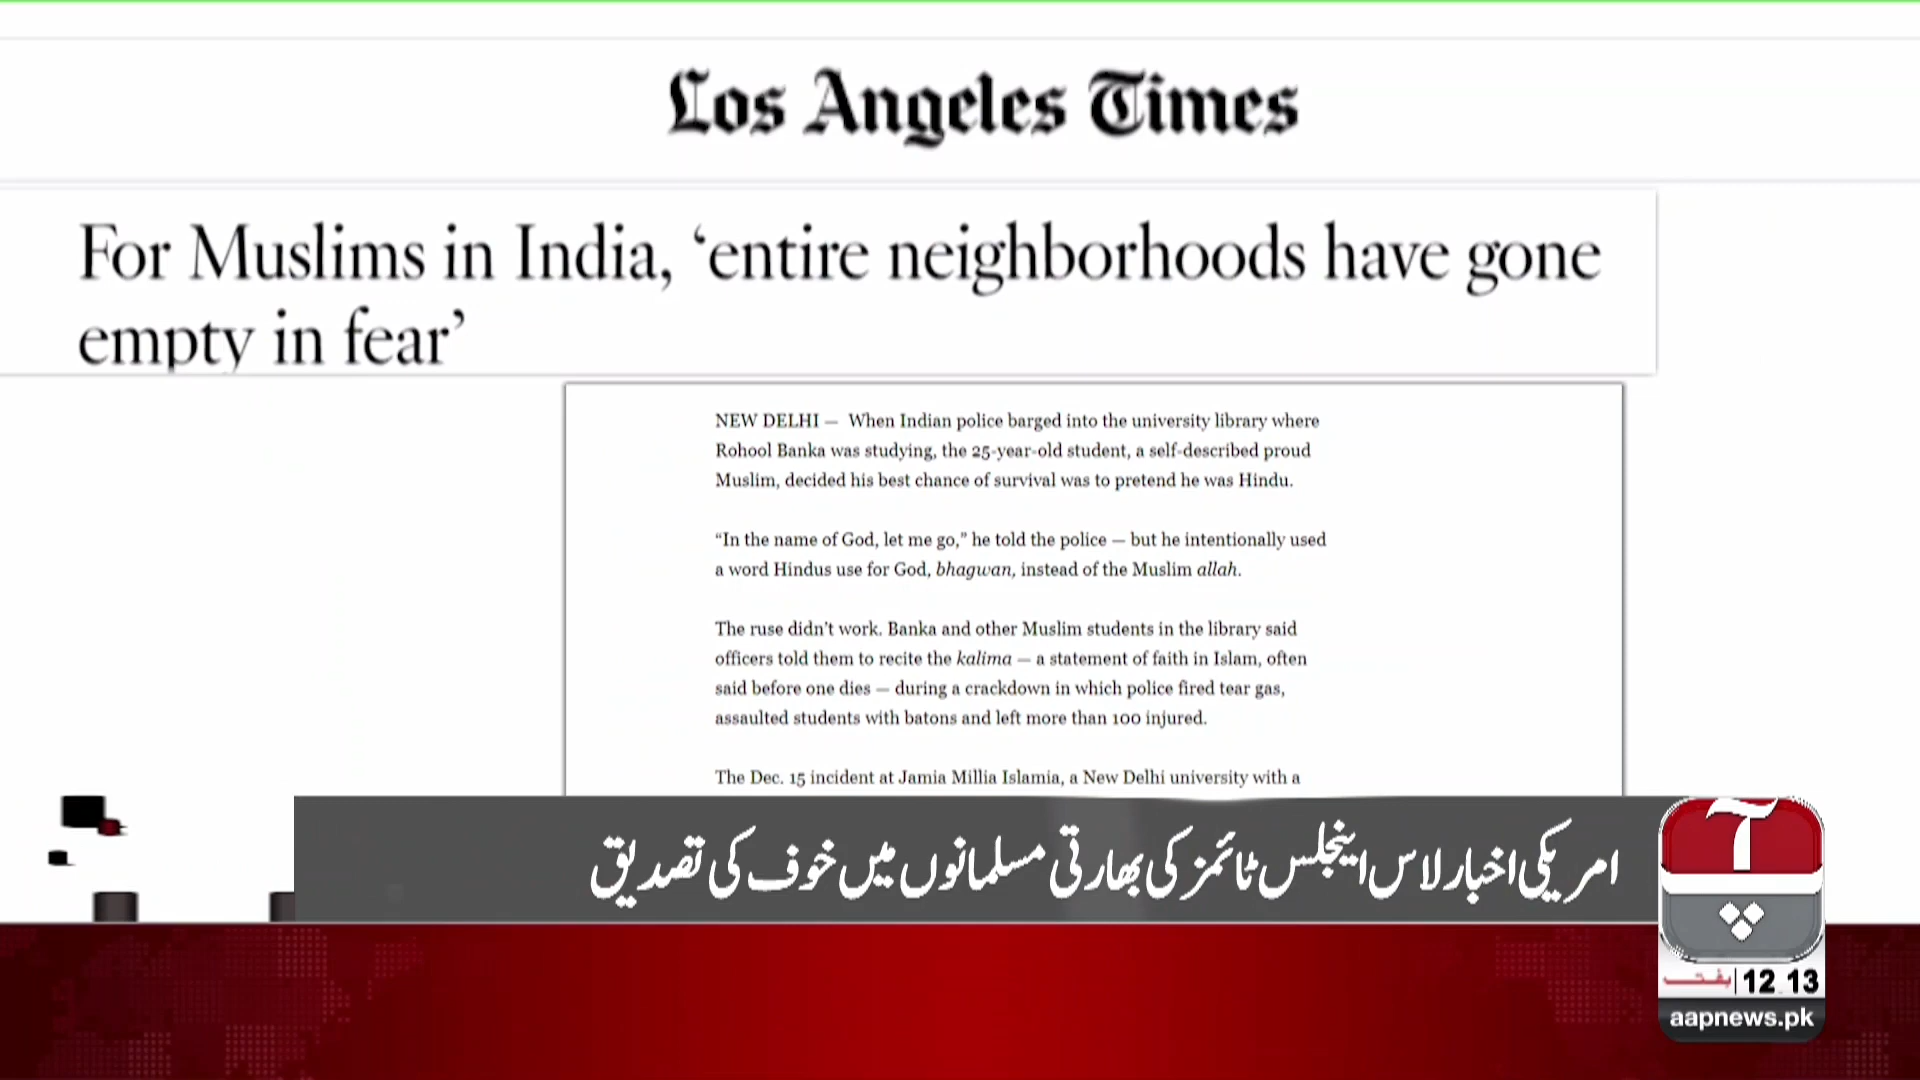 Los Angeles Times
For Muslims in India, ‘entire neighborhoods have gone
empty in fear’
NEW DELHI — When Indian police barged into the university library where
Rohool Banka was studying, the 25-year-old student, a self-described proud
Muslim, decided his best chance of survival was to pretend he was Hindu.
“In the name of God, let me go,” he told the police — but he intentionally used
a word Hindus use for God, bhagwan, instead of the Muslim allah.
The ruse didn’t work. Banka and other Muslim students in the library said
officers told them to recite the kalima — a statement of faith in Islam, often
said before one dies — during a crackdown in which police fired tear gas,
assaulted students with batons and left more than 100 injured.
The Dec. 15 incident at Jamia Millia Islamia, a New Delhi university with a
امریکی اخبار لاس اینجلس ٹائمز کی بھارتی مسلمانوں میں خوف کی تصدیق
آپ
ہفتہ 12 13
aapnews.pk